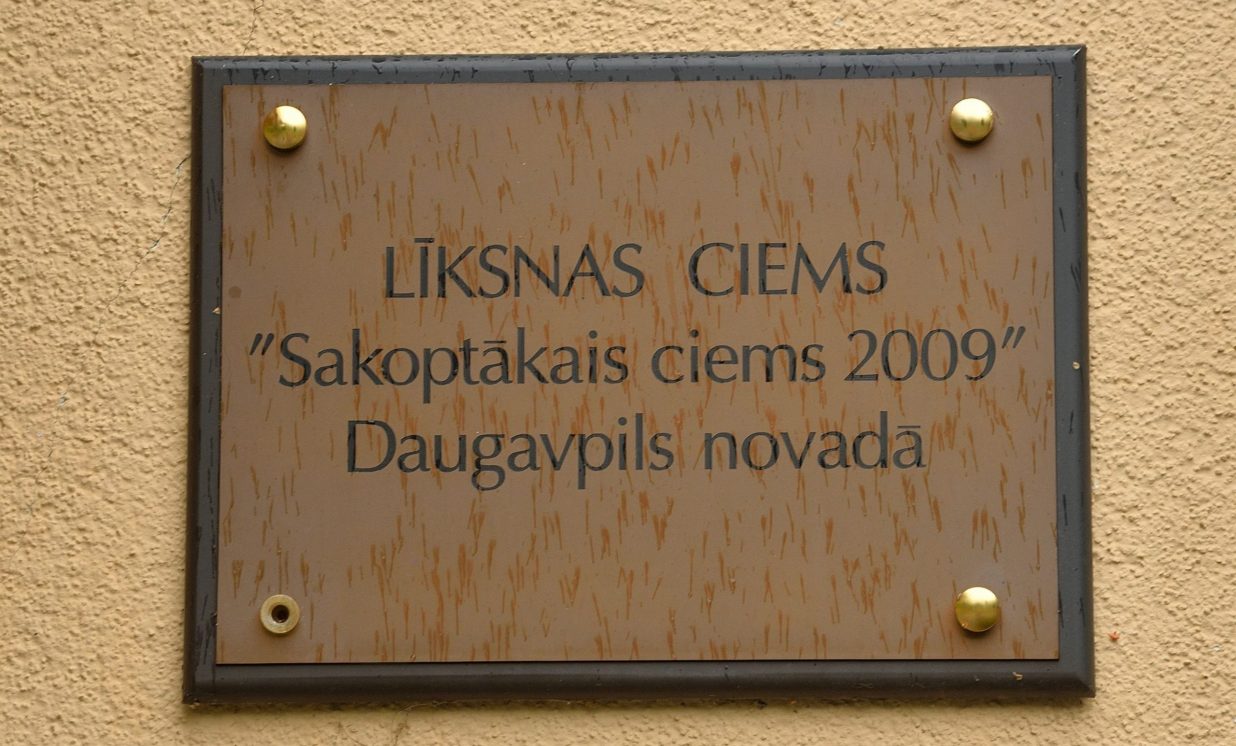 LĪKSNAS CIEMS
"Sakoptākais ciems 2009"
Daugavpils novadā